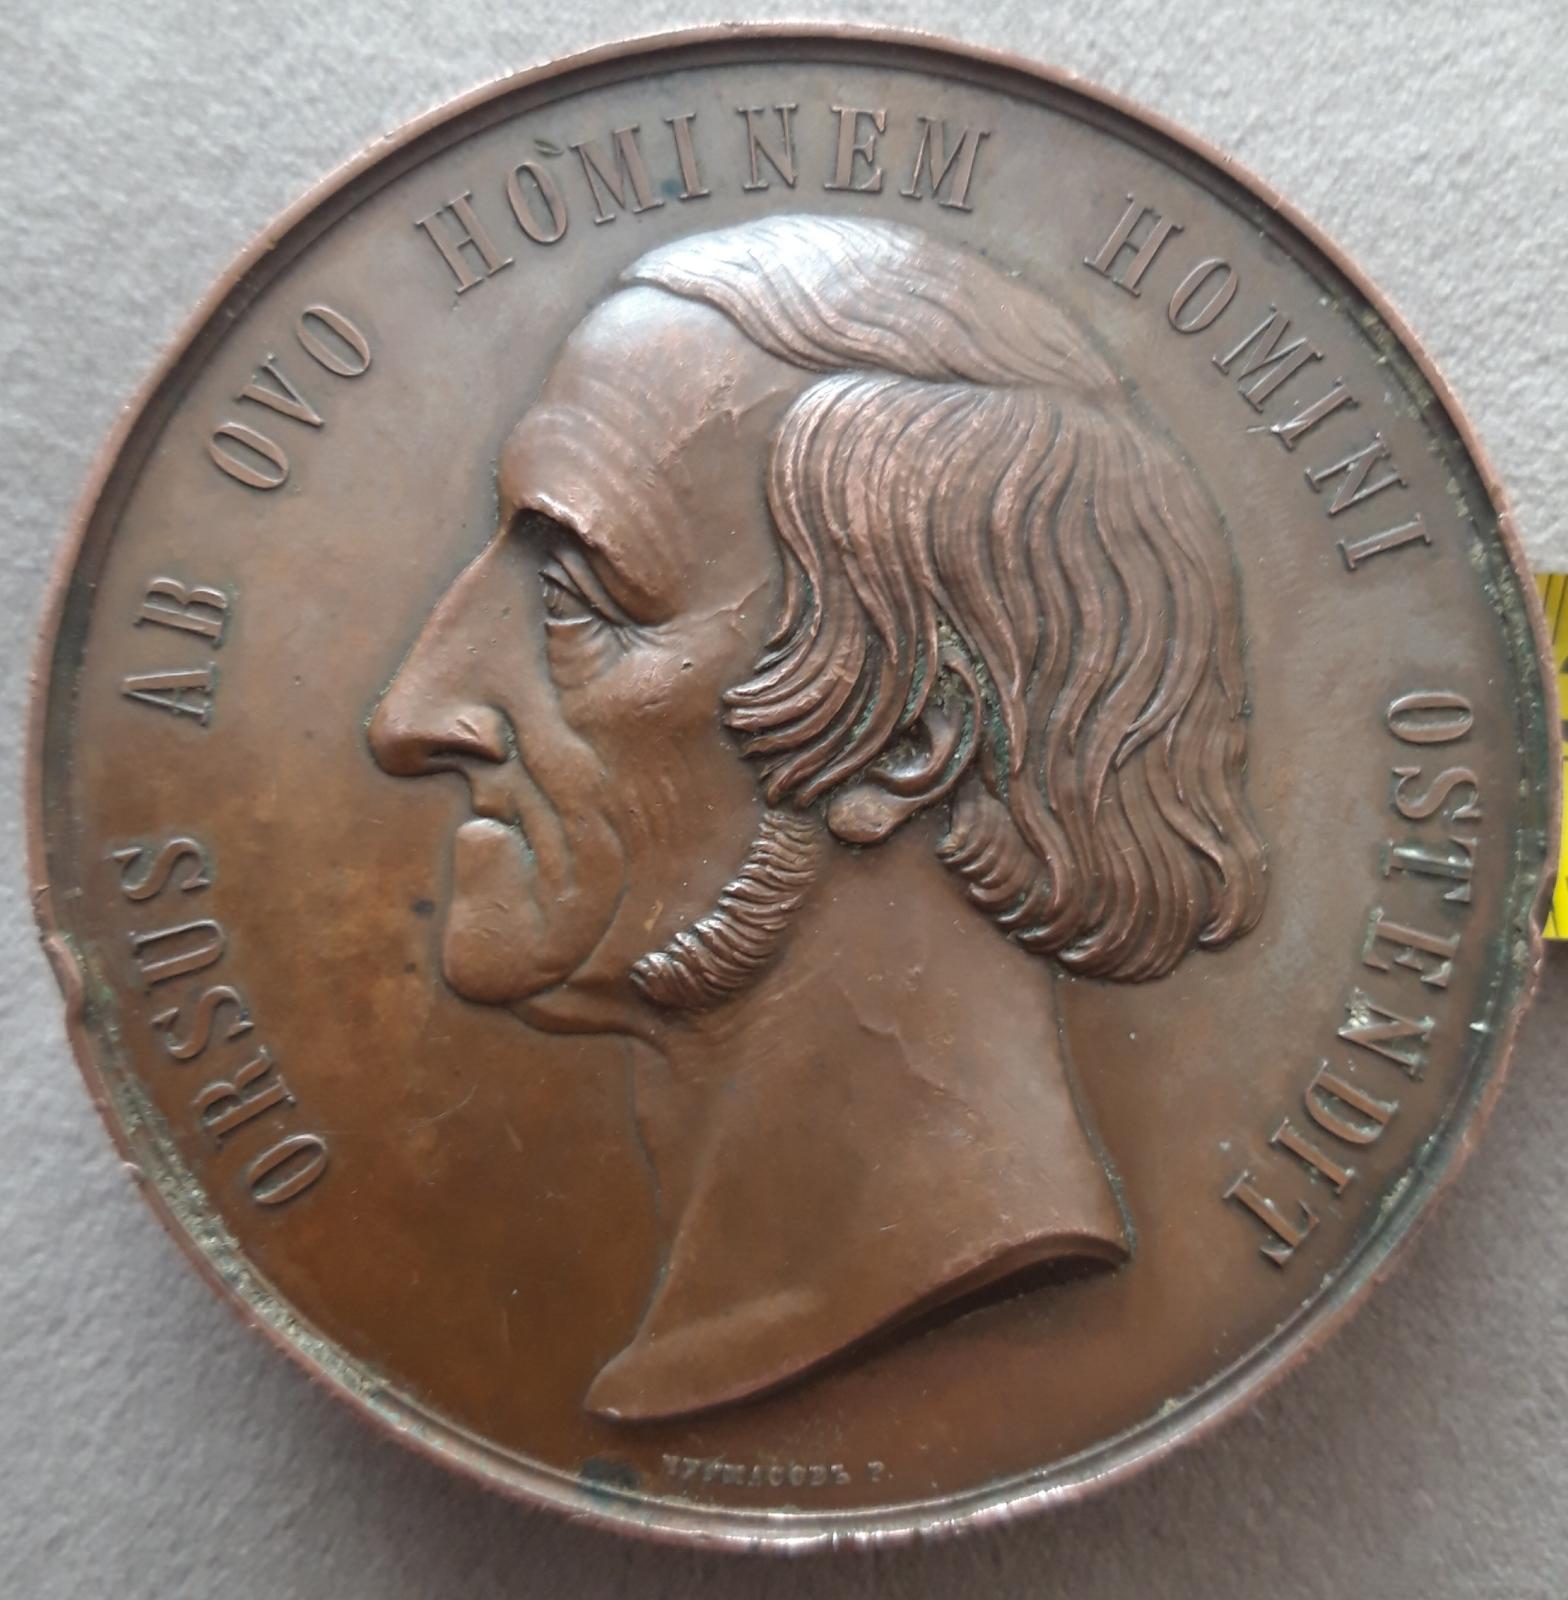 ORSUS AB OVO HOMINEM HOMINI OSTENDIT
Р.